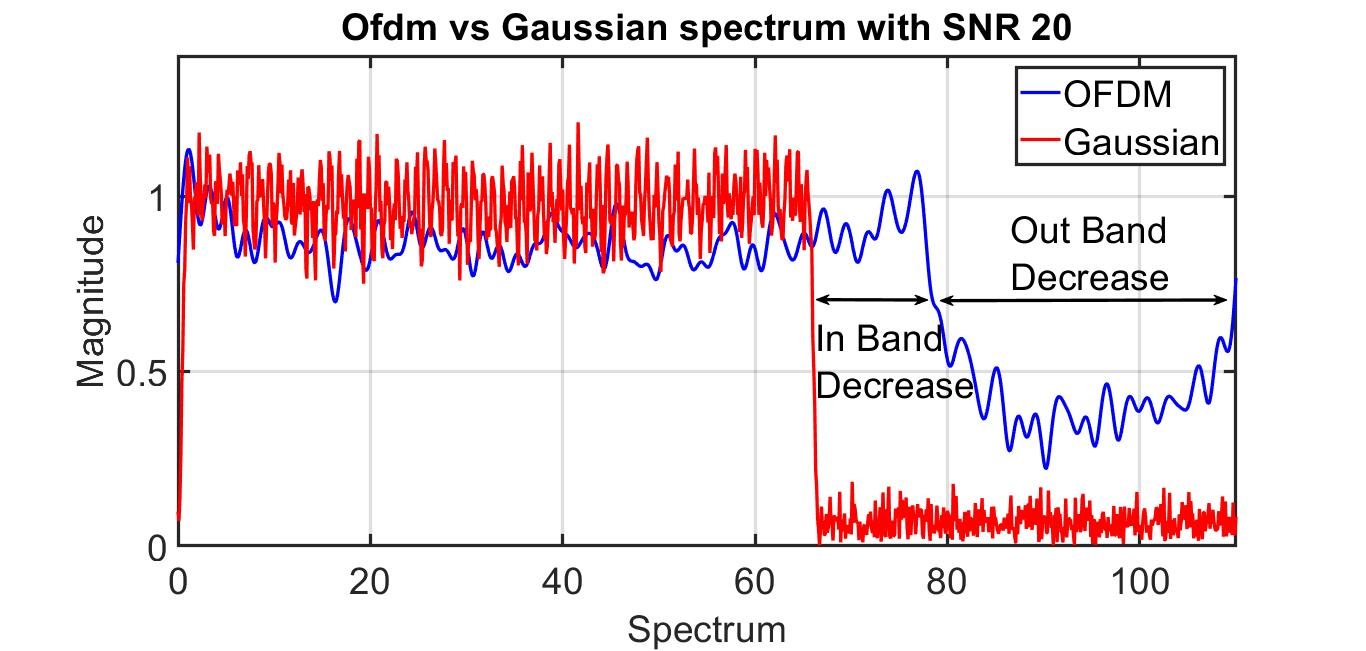 Ofdm vs Gaussian spectrum with SNR 20
OFDM
Gaussian
Out Band
Decrease
In Band
Decrease
Magnitude
1
0.5
0
0
20
40
60
80
100
Spectrum